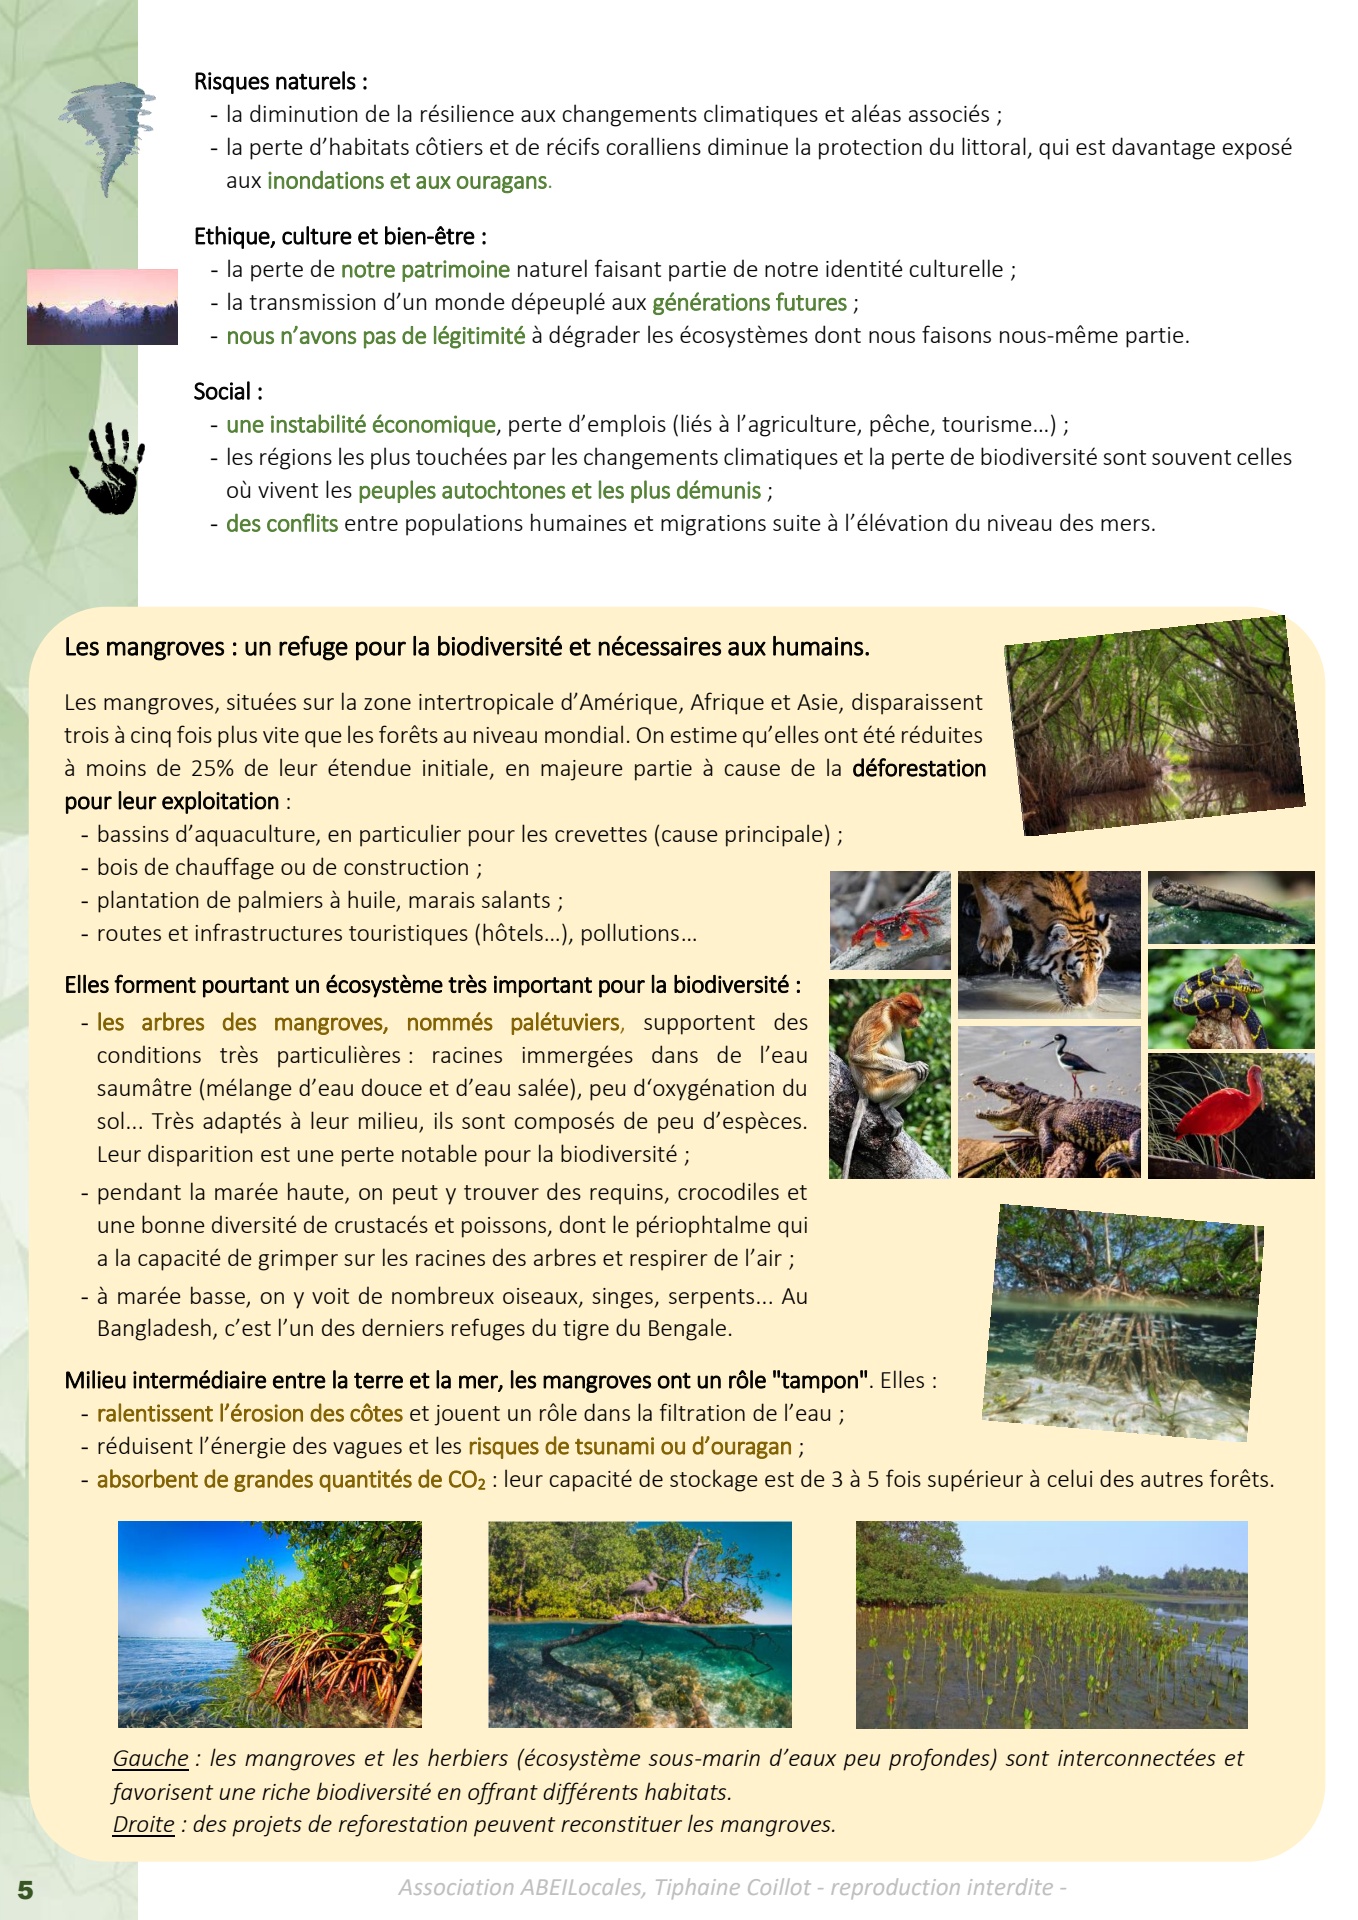 Risques naturels :
- la diminution de la résilience aux changements climatiques et aléas associés ;
- la perte d’habitats côtiers et de récifs coralliens diminue la protection du littoral, qui est davantage exposé
aux inondations et aux ouragans.
Ethique, culture et bien-être :
- la perte de notre patrimoine naturel faisant partie de notre identité culturelle ;
- la transmission d’un monde dépeuplé aux générations futures ;
- nous n’avons pas de légitimité à dégrader les écosystèmes dont nous faisons nous-même partie.
Social :
- une instabilité économique, perte d’emplois (liés à l’agriculture, pêche, tourisme…) ;
- les régions les plus touchées par les changements climatiques et la perte de biodiversité sont souvent celles
où vivent les peuples autochtones et les plus démunis ;
- des conflits entre populations humaines et migrations suite à l’élévation du niveau des mers.
Les mangroves : un refuge pour la biodiversité et nécessaires aux humains.
Les mangroves, situées sur la zone intertropicale d’Amérique, Afrique et Asie, disparaissent
trois à cinq fois plus vite que les forêts au niveau mondial. On estime qu’elles ont été réduites
à moins de 25% de leur étendue initiale, en majeure partie à cause de la déforestation
pour leur exploitation :
- bassins d’aquaculture, en particulier pour les crevettes (cause principale) ;
- bois de chauffage ou de construction ;
- plantation de palmiers à huile, marais salants ;
- routes et infrastructures touristiques (hôtels…), pollutions…
Elles forment pourtant un écosystème très important pour la biodiversité :
- les arbres des mangroves, nommés palétuviers, supportent des
conditions très particulières : racines immergées dans de l’eau
saumâtre (mélange d’eau douce et d’eau salée), peu d‘oxygénation du
sol... Très adaptés à leur milieu, ils sont composés de peu d’espèces.
Leur disparition est une perte notable pour la biodiversité ;
- pendant la marée haute, on peut y trouver des requins, crocodiles et
une bonne diversité de crustacés et poissons, dont le périophtalme qui
a la capacité de grimper sur les racines des arbres et respirer de l’air ;
- à marée basse, on y voit de nombreux oiseaux, singes, serpents... Au
Bangladesh, c’est l’un des derniers refuges du tigre du Bengale.
Milieu intermédiaire entre la terre et la mer, les mangroves ont un rôle "tampon". Elles :
- ralentissent l’érosion des côtes et jouent un rôle dans la filtration de l’eau ;
- réduisent l’énergie des vagues et les risques de tsunami ou d’ouragan ;
- absorbent de grandes quantités de CO₂ : leur capacité de stockage est de 3 à 5 fois supérieur à celui des autres forêts.
Gauche : les mangroves et les herbiers (écosystème sous-marin d’eaux peu profondes) sont interconnectées et
favorisent une riche biodiversité en offrant différents habitats.
Droite : des projets de reforestation peuvent reconstituer les mangroves.
5
Association ABEILocales, Tiphaine Coillot - reproduction interdite -